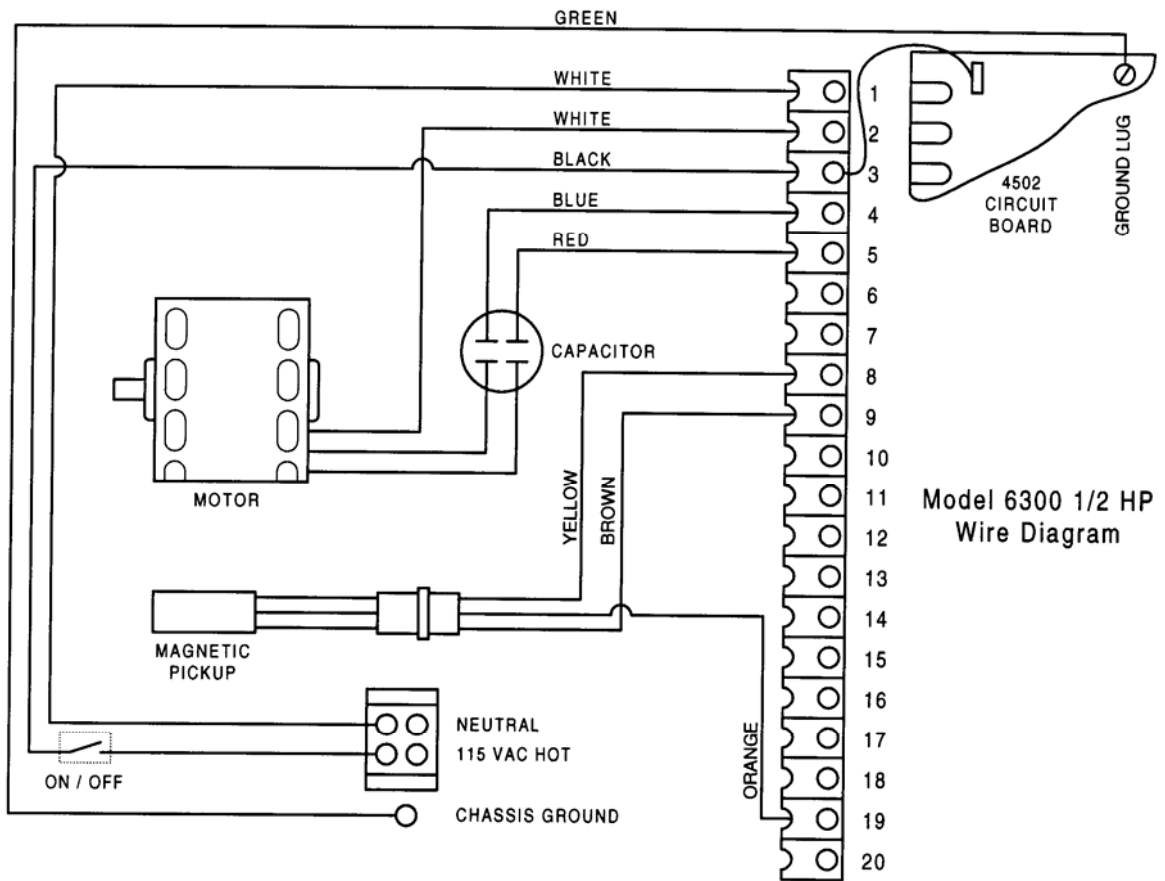 GREEN
WHITE
WHITE
BLACK
BLUE
RED
CAPACITOR
MOTOR
YELLOW
BROWN
MAGNETIC
PICKUP
ORANGE
NEUTRAL
115 VAC HOT
ON / OFF
CHASSIS GROUND
1
2
3
4
5
6
7
8
9
10
11
12
13
14
15
16
17
18
19
20
4502
CIRCUIT
BOARD
GROUND LUG
Model 6300 1/2 HP
Wire Diagram